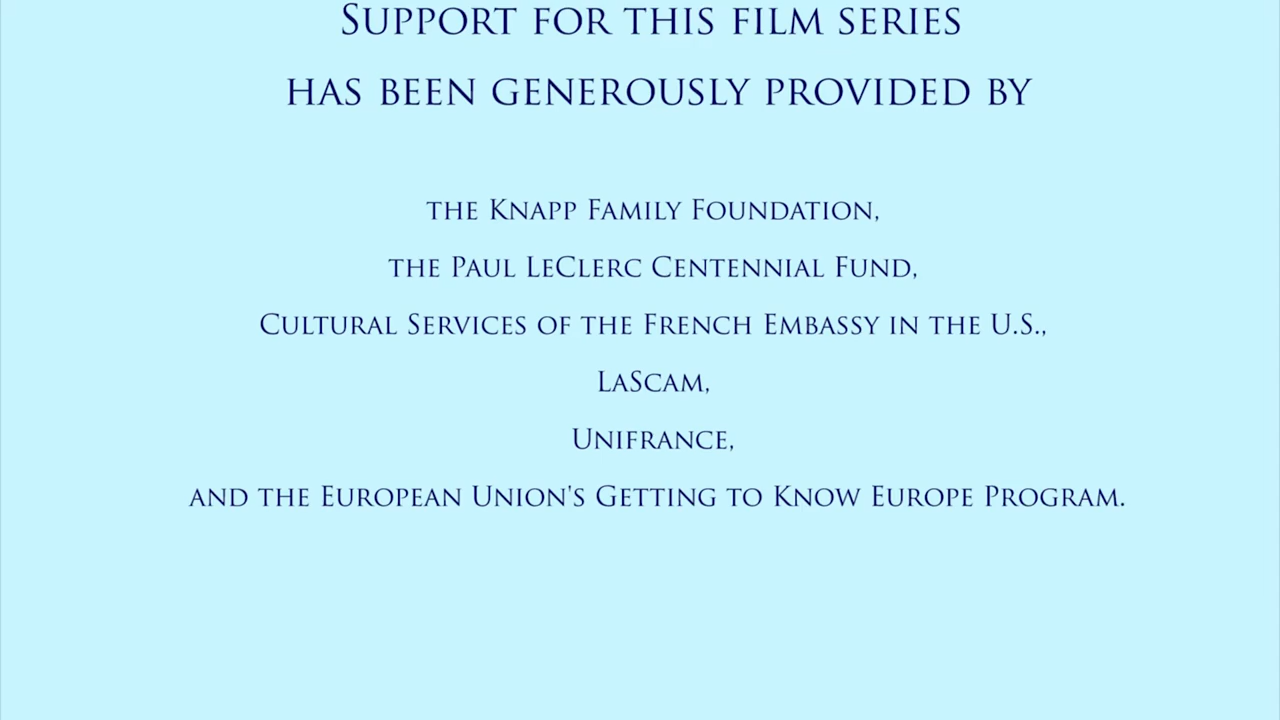 Support for this film series
has been generously provided by
the Knapp Family Foundation,
the Paul LeClerc Centennial Fund,
Cultural Services of the French Embassy in the U.S.,
LaScam,
Unifrance,
and the European Union's Getting to Know Europe Program.